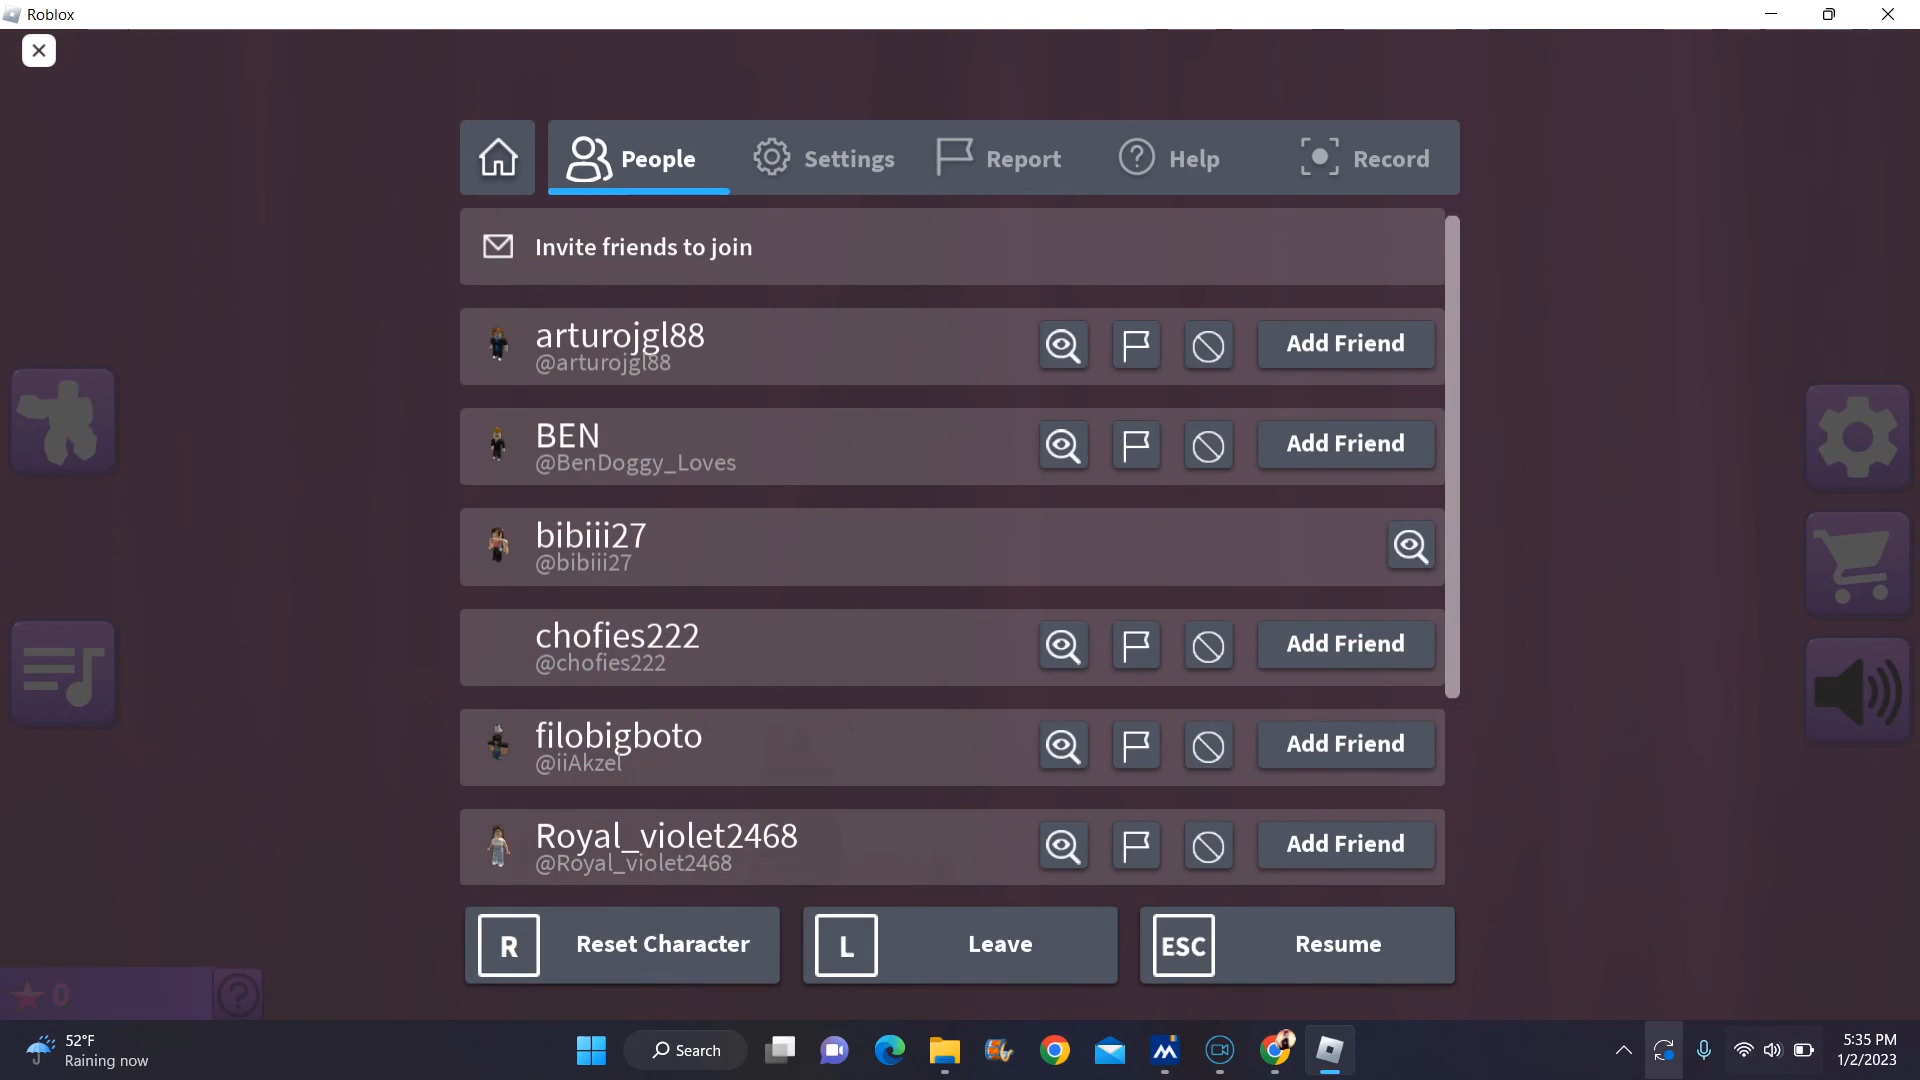 Roblox
People
Settings
Report
Help
Record
Invite friends to join
arturojgl88
@arturojgl88
Add Friend
BEN
@BenDoggy_Loves
Add Friend
bibiii27
@bibiii27
chofies222
@chofies222
Add Friend
filobigboto
@iiAkzel
Add Friend
Royal_violet2468
@Royal_violet2468
Add Friend
R Reset Character
L Leave
ESC Resume
0
52°F
Raining now
Search
5:35 PM
1/2/2023